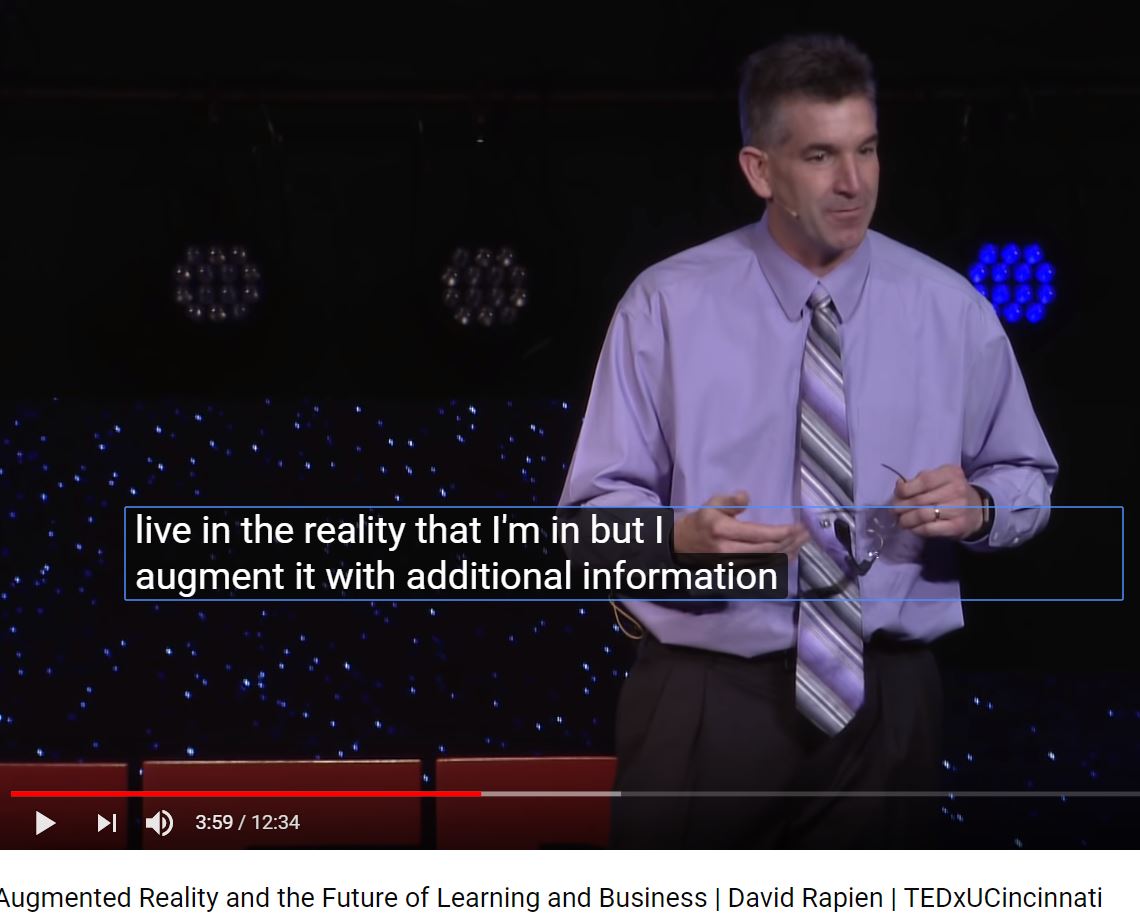 live in the reality that I'm in but I
augment it with additional information
3:59 / 12:34
Augmented Reality and the Future of Learning and Business | David Rapien | TEDxUCincinnati